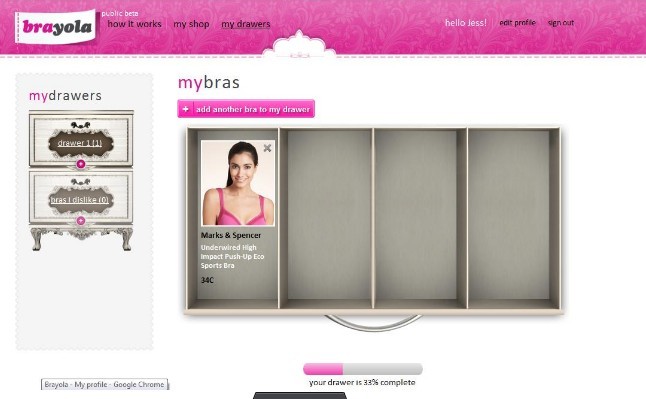 public beta
brayola
how it works my shop my drawers
hello Jess! edit profile sign out
mydrawers
drawer 1 (1)
bras I dislike (0)
mybras
+ add another bra to my drawer
Marks & Spencer
Underwired High
Impact Push-Up Eco
Sports Bra
34C
your drawer is 33% complete
Brayola - My profile - Google Chrome